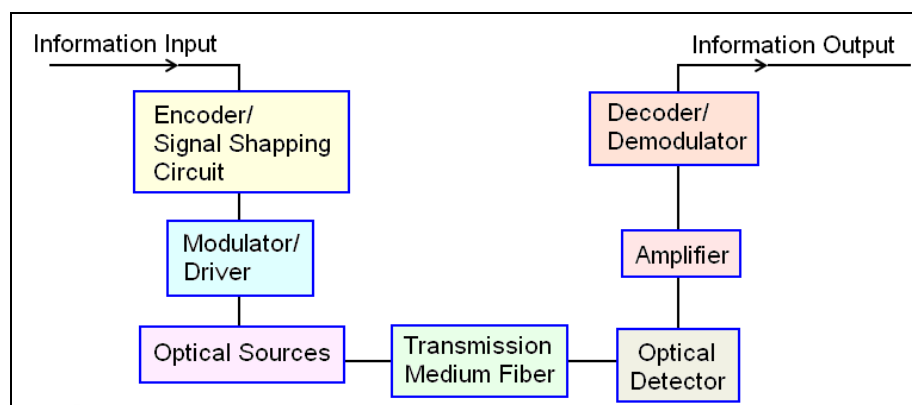 Information Input
Encoder/
Signal Shapping
Circuit
Modulator/
Driver
Optical Sources
Transmission
Medium Fiber
Optical
Detector
Amplifier
Decoder/
Demodulator
Information Output